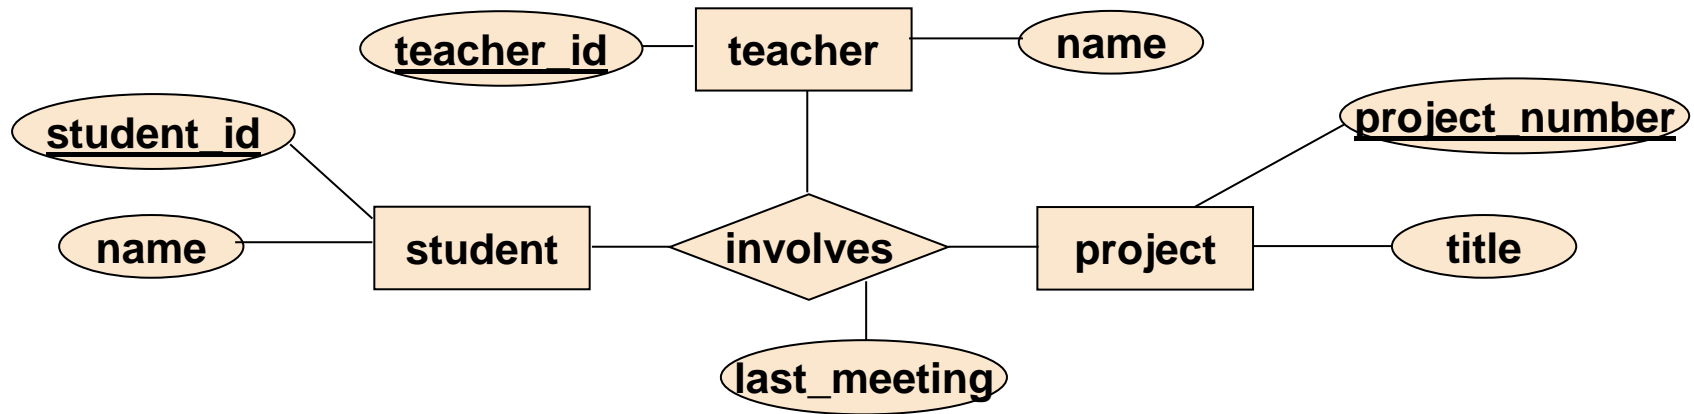 teacher_id
teacher
name
student_id
project_number
name
student
involves
project
title
last_meeting